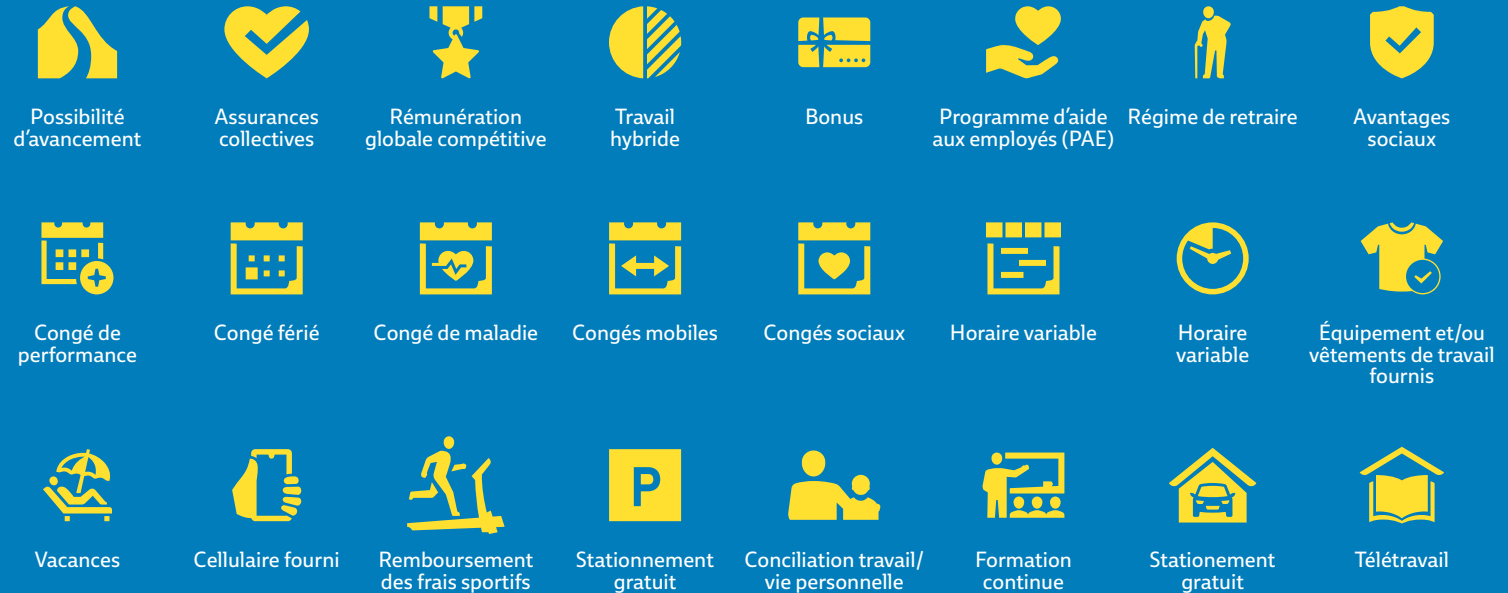 Possibilité
d'avancement
Assurances
collectives
Rémunération
globale compétitive
Travail
hybride
Bonus
Programme d'aide
aux employés (PAE)
Régime de retraire
Avantages
sociaux
Congé de
performance
Congé férié
Congé de maladie
Congés mobiles
Congés sociaux
Horaire variable
Horaire
variable
Équipement et/ou
vêtements de travail
fournis
P
Vacances
Cellulaire fourni
Remboursement
des frais sportifs
Stationnement
gratuit
Conciliation travail/
vie personnelle
Formation
continue
Stationement
gratuit
Télétravail